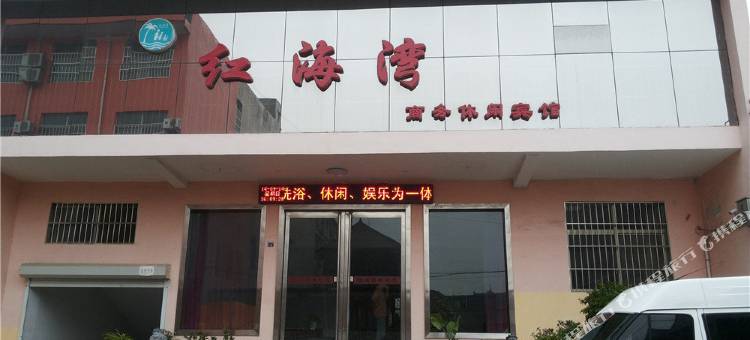 红海湾
商务休闲宾馆
洗浴、休闲、娱乐为一体
携程旅行